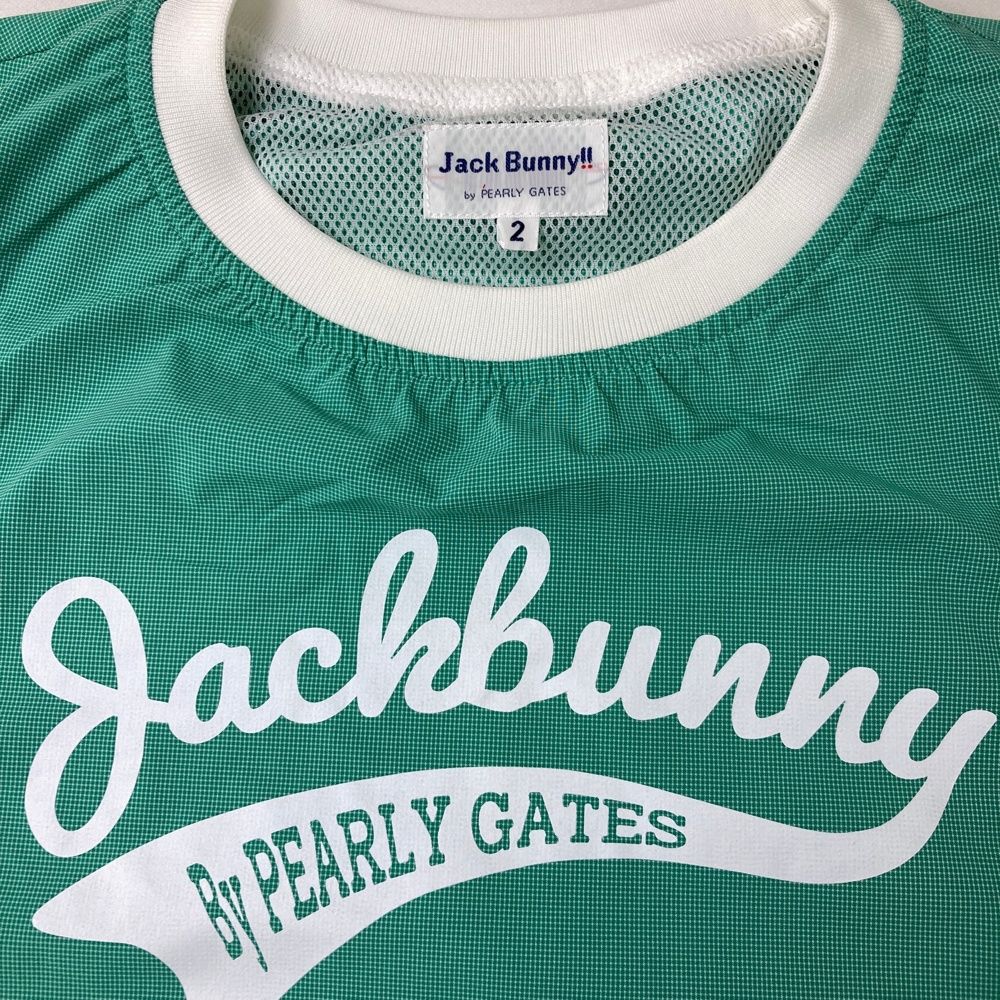 Jack Bunny!!
by PEARLY GATES
2
Jackbunny
By PEARLY GATES